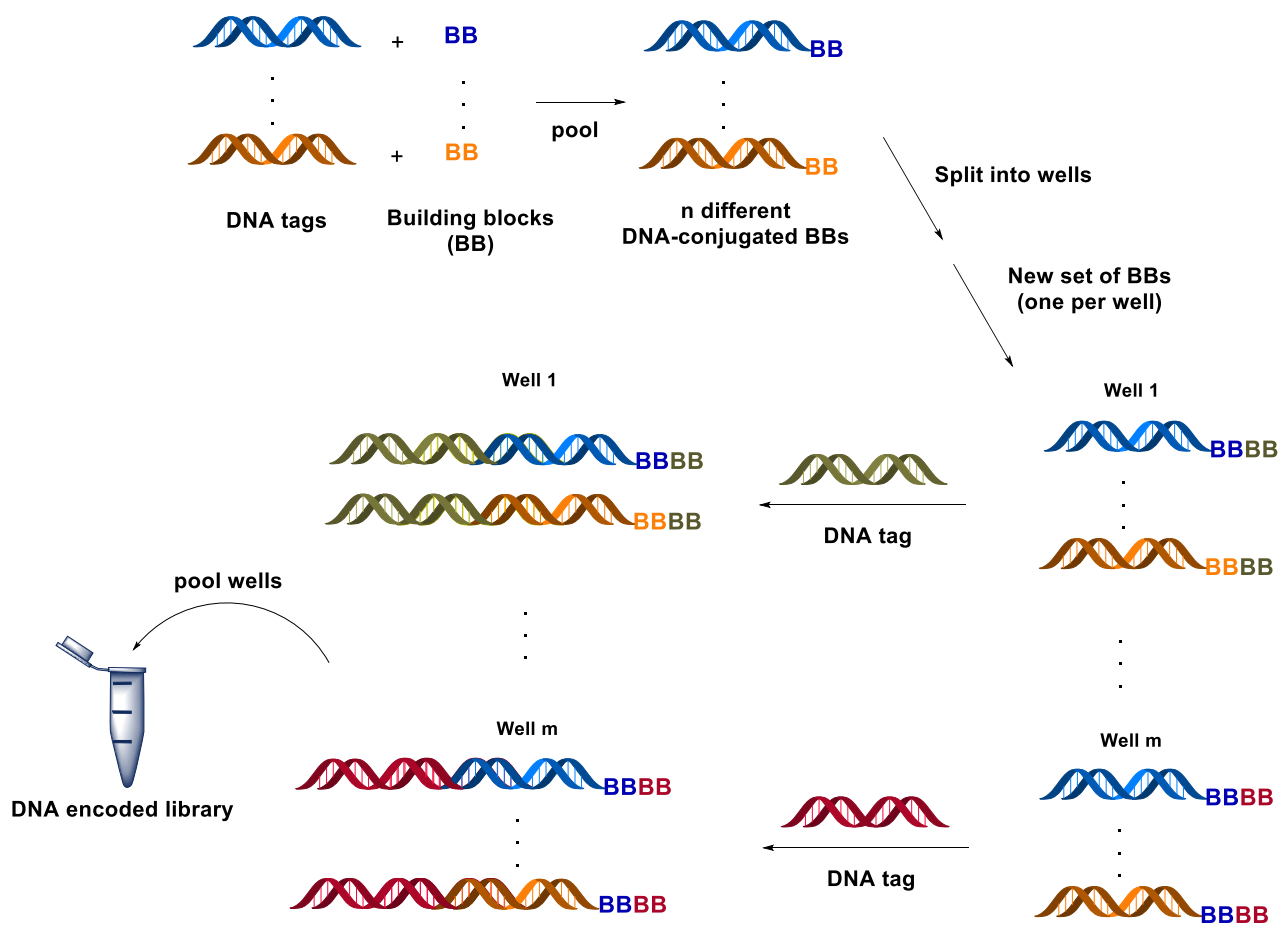 + BB
BB
pool
+ BB
BB
DNA tags
Building blocks
(BB)
n different
DNA-conjugated BBs
Split into wells
New set of BBs
(one per well)
Well 1
BBBB
DNA tag
BBBB
Well 1
BBBB
BBBB
pool wells
DNA encoded library
Well m
BBBB
DNA tag
BBBB
Well m
BBBB
BBBB